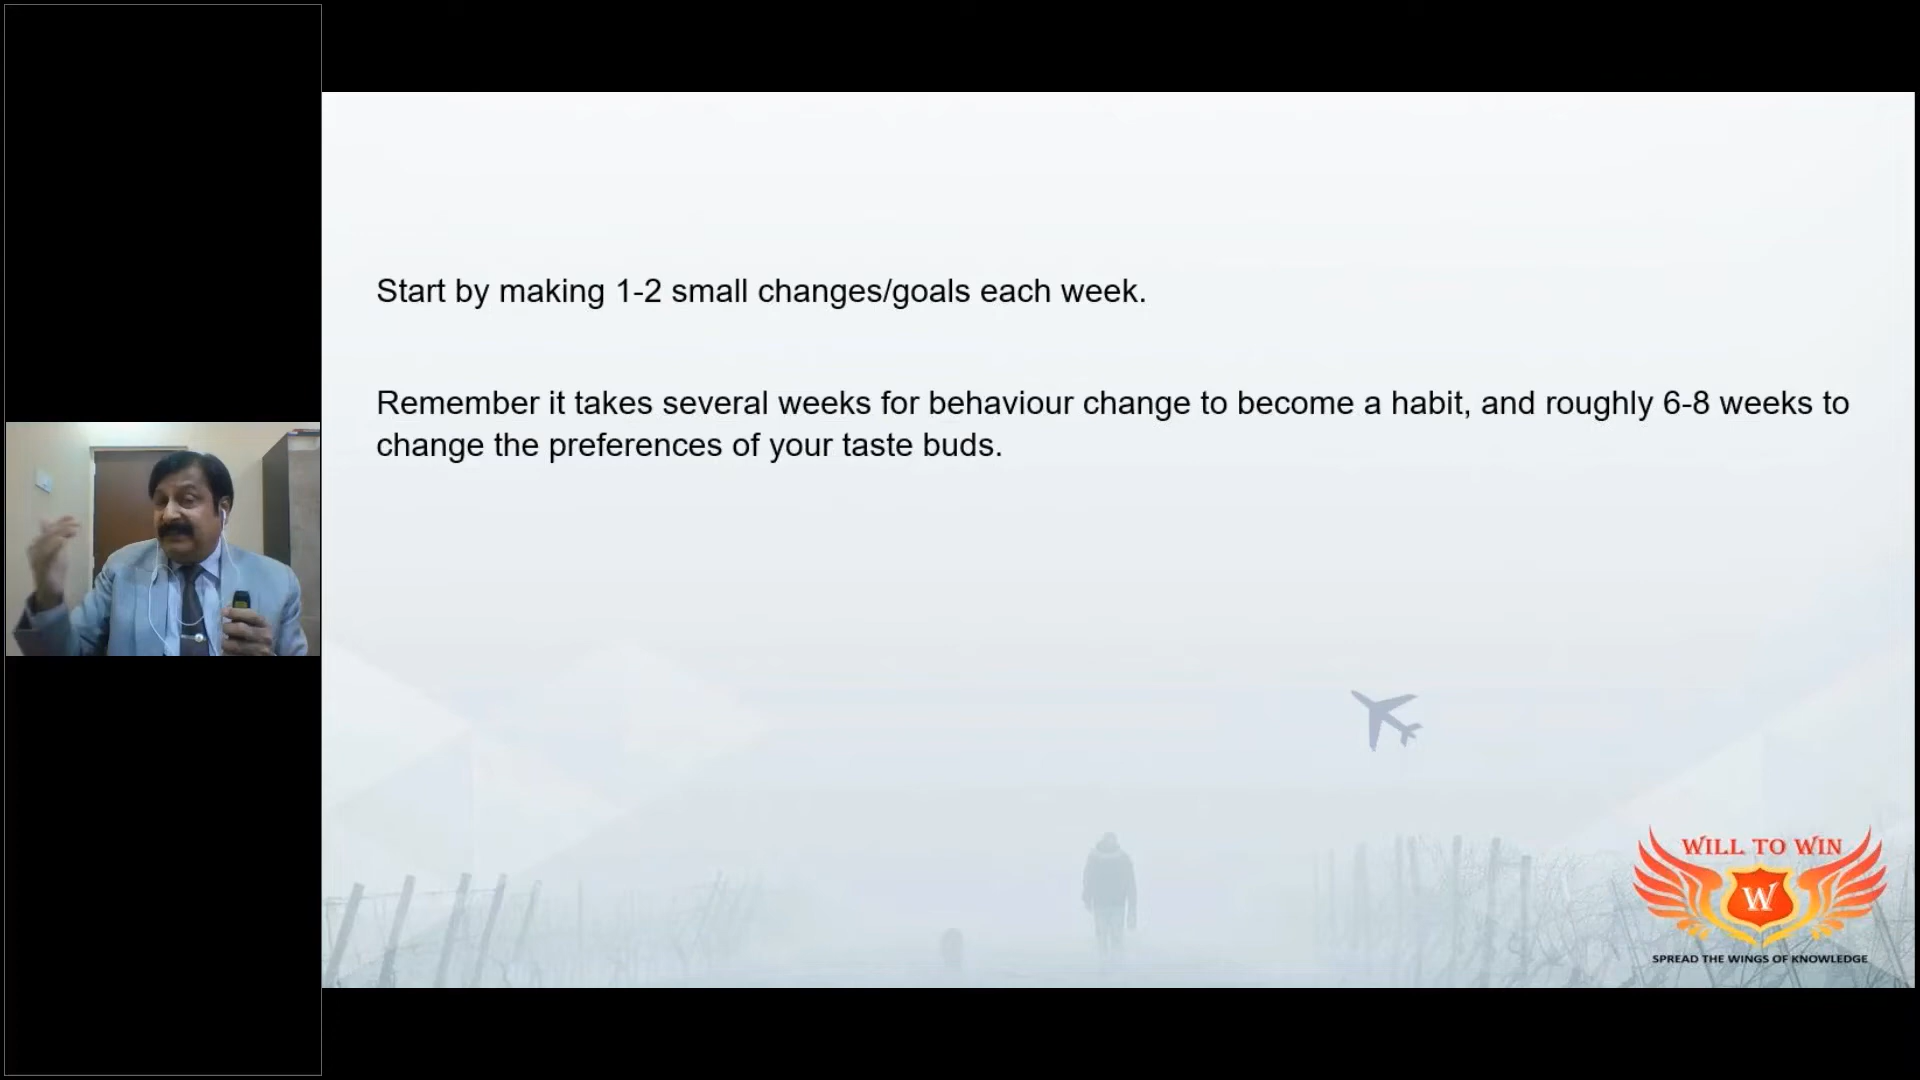 Start by making 1-2 small changes/goals each week.
Remember it takes several weeks for behaviour change to become a habit, and roughly 6-8 weeks to
change the preferences of your taste buds.
WILL TO WIN
W
SPREAD THE WINGS OF KNOWLEDGE